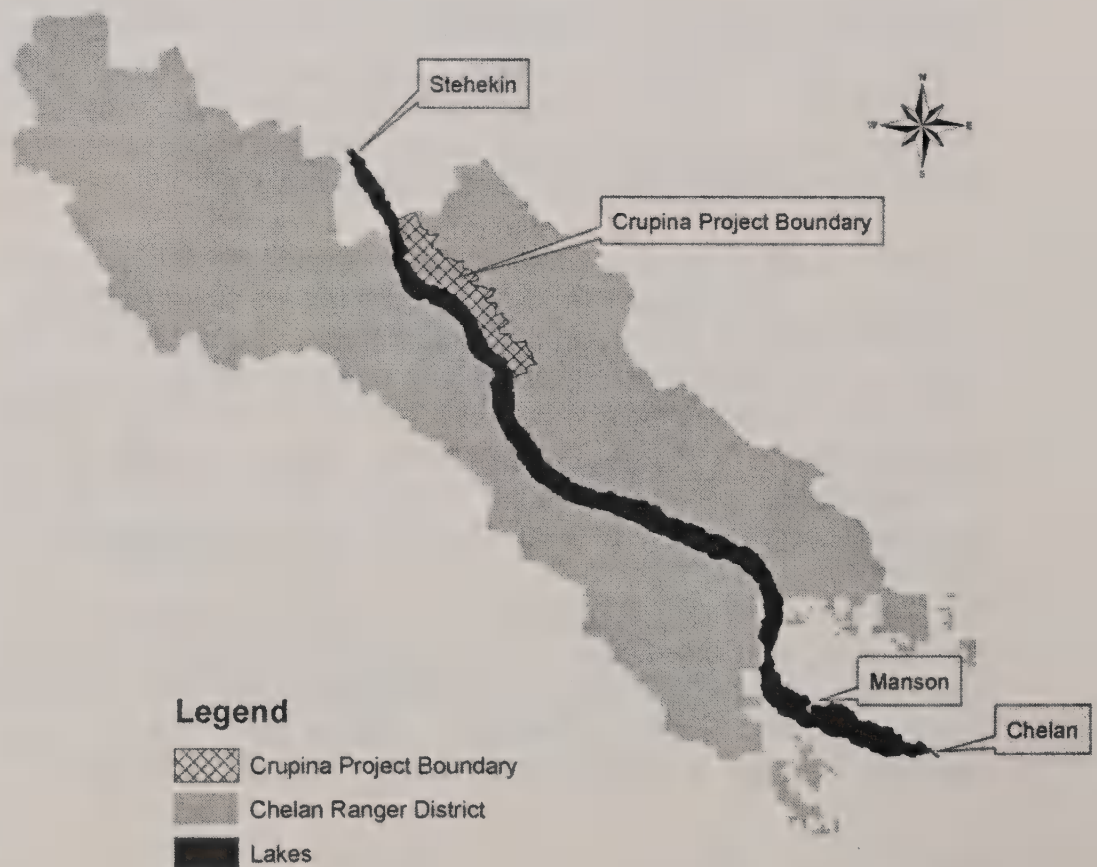 Stehekin
N
W
E
S
Crupina Project Boundary
Manson
Chelan
Legend
Crupina Project Boundary
Chelan Ranger District
Lakes